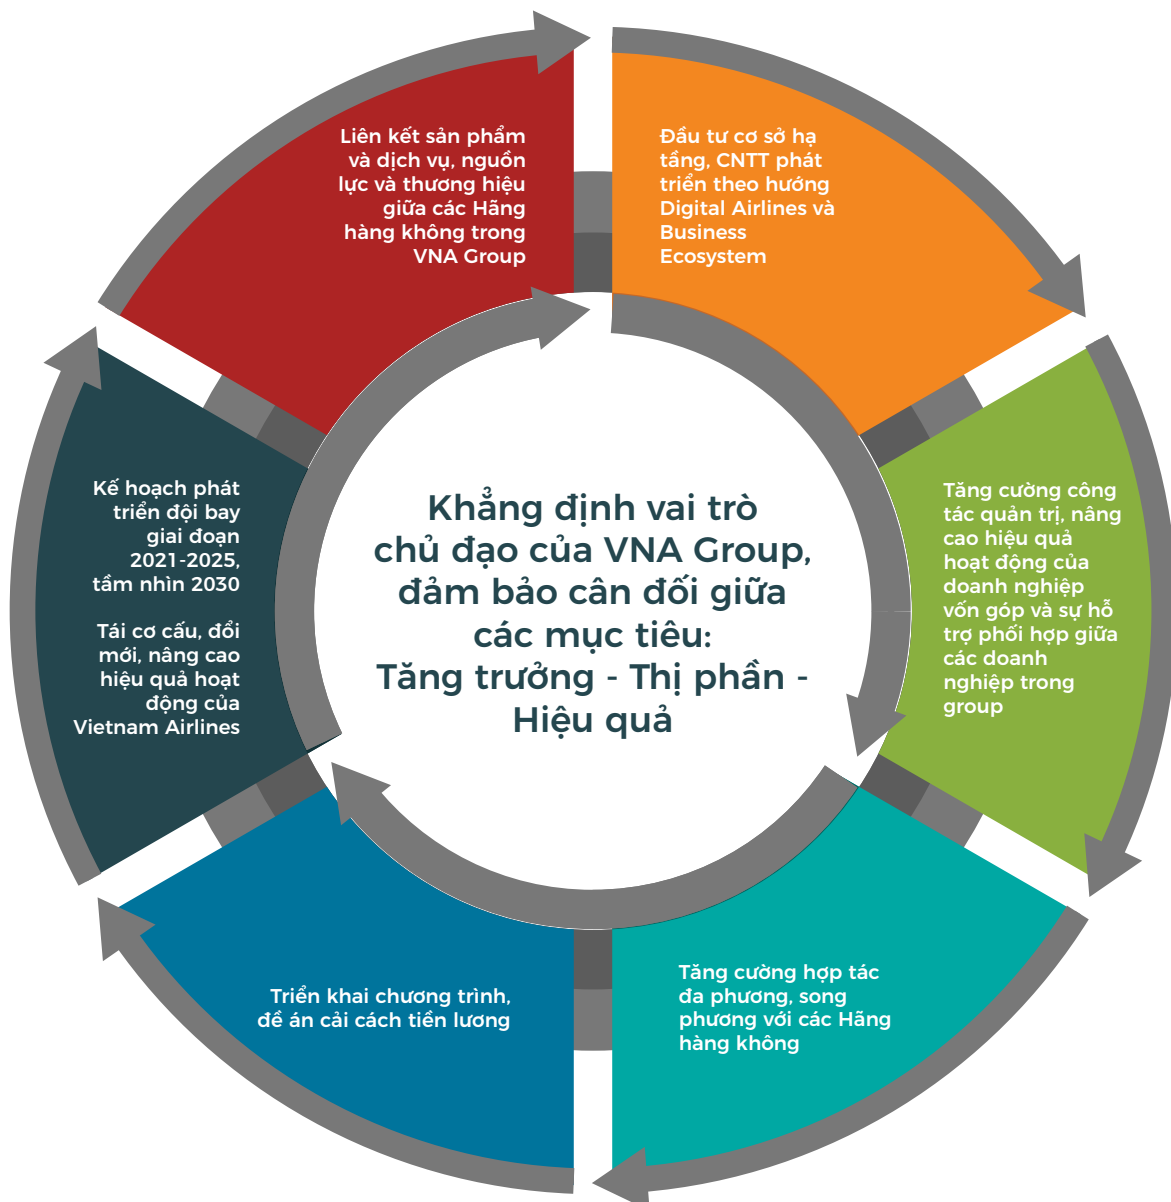 Liên kết sản phẩm
và dịch vụ, nguồn
lực và thương hiệu
giữa các Hãng
hàng không trong
VNA Group
Đầu tư cơ sở hạ
tầng, CNTT phát
triển theo hướng
Digital Airlines và
Business
Ecosystem
Tăng cường công
tác quản trị, nâng
cao hiệu quả
hoạt động của
doanh nghiệp
vốn góp và sự hỗ
trợ phối hợp giữa
các doanh
nghiệp trong
group
Tăng cường hợp tác
đa phương, song
phương với các Hãng
hàng không
Triển khai chương trình,
đề án cải cách tiền lương
Kế hoạch phát
triển đội bay
giai đoạn
2021-2025,
tầm nhìn 2030
Tái cơ cấu, đổi
mới, nâng cao
hiệu quả hoạt
động của
Vietnam Airlines
Khẳng định vai trò
chủ đạo của VNA Group,
đảm bảo cân đối giữa
các mục tiêu:
Tăng trưởng - Thị phần -
Hiệu quả